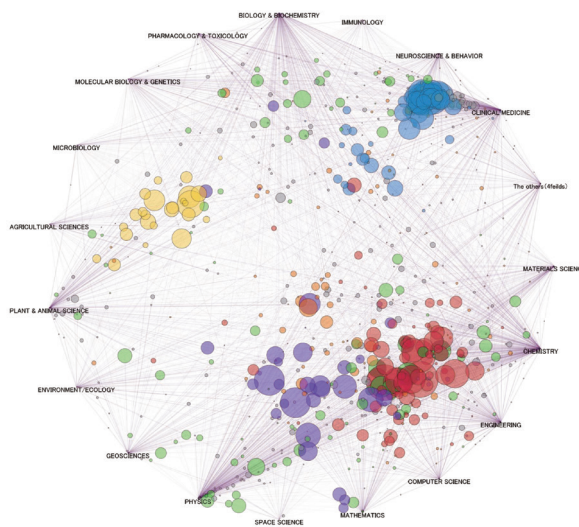 BIOLOGY & BIOCHEMISTRY
IMMUNOLOGY
PHARMACOLOGY & TOXICOLOGY
NEUROSCIENCE & BEHAVIOR
MOLECULAR BIOLOGY & GENETICS
CLINICAL MEDICINE
MICROBIOLOGY
The others(4feilds)
AGRICULTURAL SCIENCES
MATERIALS SCIENCE
PLANT & ANIMAL SCIENCE
CHEMISTRY
ENVIRONMENT/ECOLOGY
ENGINEERING
GEOSCIENCES
COMPUTER SCIENCE
PHYSICS
MATHEMATICS
SPACE SCIENCE